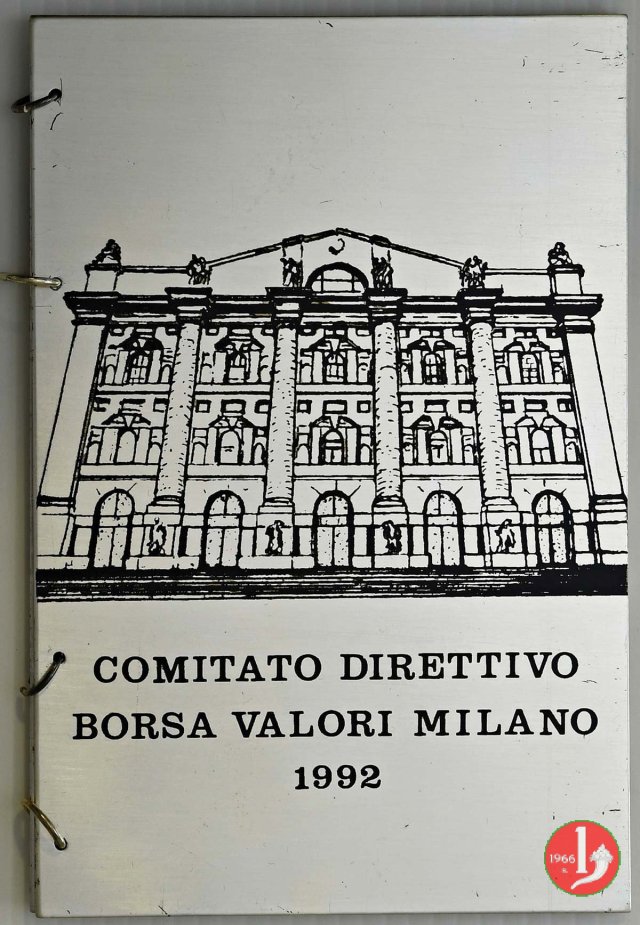 COMITATO DIRETTIVO
BORSA VALORI MILANO
1992
1966